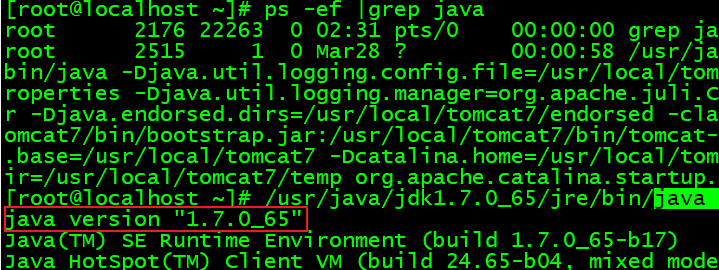 [root@localhost ~]# ps -ef |grep java
root 2176 22263 0 02:31 pts/0 00:00:00 grep ja
root 2515 1 0 Mar28 ? 00:00:58 /usr/ja
bin/java -Djava.util.logging.config.file=/usr/local/tom
roperties -Djava.util.logging.manager=org.apache.juli.C
r -Djava.endorsed.dirs=/usr/local/tomcat7/endorsed -cla
omcat7/bin/bootstrap.jar:/usr/local/tomcat7/bin/tomcat-
.base=/usr/local/tomcat7 -Dcatalina.home=/usr/local/tom
ir=/usr/local/tomcat7/temp org.apache.catalina.startup.
[root@localhost ~]# /usr/java/jdk1.7.0_65/jre/bin/java
java version "1.7.0_65"
Java(TM) SE Runtime Environment (build 1.7.0_65-b17)
Java HotSpot(TM) Client VM (build 24.65-b04, mixed mode